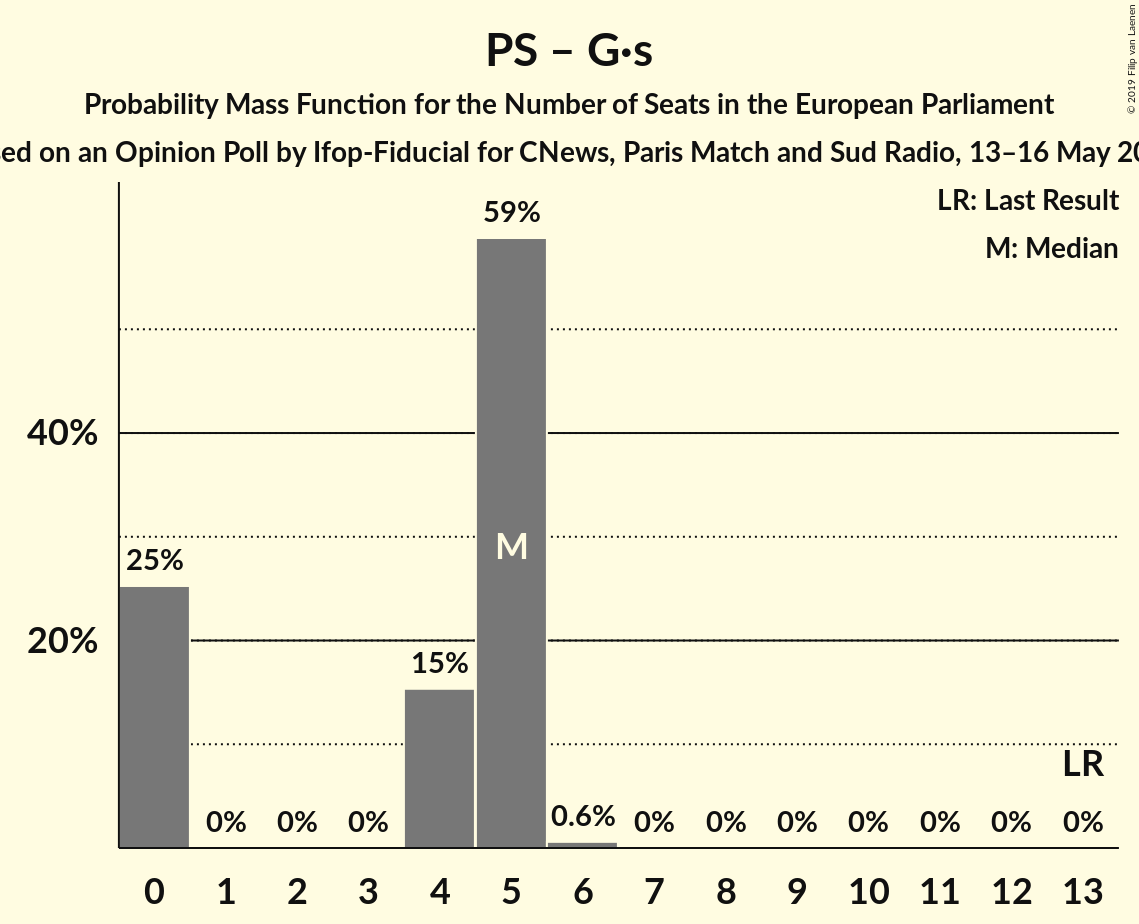 PS – G·s
Probability Mass Function for the Number of Seats in the European Parliament
on an Opinion Poll by Ifop-Fiducial for CNews, Paris Match and Sud Radio, 13–16 May
© 2019 Filip van Laenen
LR: Last Result
M: Median
59%
40%
M
25%
20%
15%
LR
0% 0% 0% 0.6% 0% 0% 0% 0% 0% 0% 0%
0 1 2 3 4 5 6 7 8 9 10 11 12 13